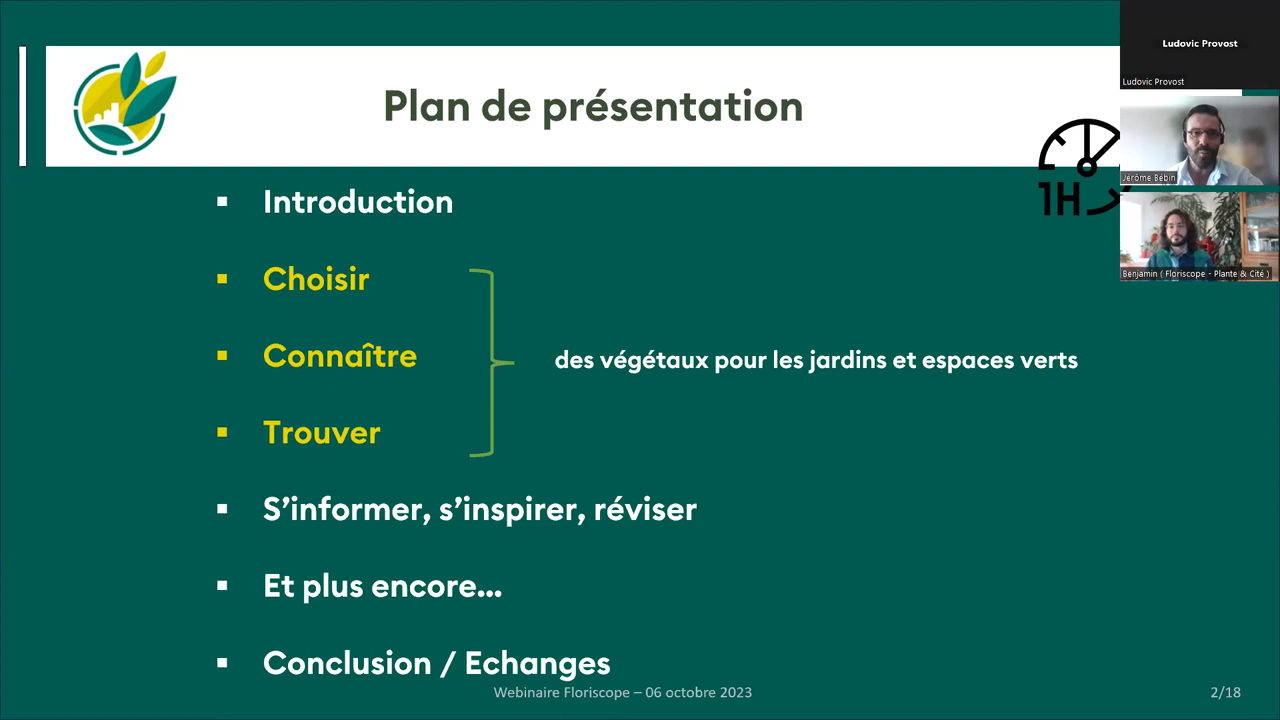 Plan de présentation
1H
Ludovic Provost
Ludovic Provost
Jerôme Bébin
Benjamin ( Floriscope - Plante & Cité )
Introduction
Choisir
Connaître
des végétaux pour les jardins et espaces verts
Trouver
S’informer, s’inspirer, réviser
Et plus encore...
Conclusion / Echanges
Webinaire Floriscope – 06 octobre 2023
2/18